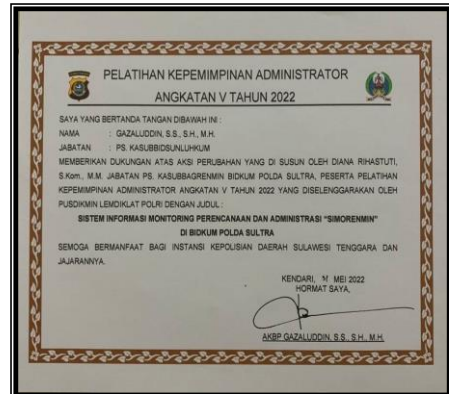 PELATIHAN KEPEMIMPINAN ADMINISTRATOR
ANGKATAN V TAHUN 2022
SAYA YANG BERTANDA TANGAN DIBAWAH INI :
NAMA : GAZALUDDIN, S.S., S.H., M.H.
JABATAN : PS. KASUBBIDSUNLUHKUM
MEMBERIKAN DUKUNGAN ATAS AKSI PERUBAHAN YANG DI SUSUN OLEH DIANA RIHASTUTI,
S.Kom., M.M. JABATAN PS. KASUBBAGRENMIN BIDKUM POLDA SULTRA, PESERTA PELATIHAN
KEPEMIMPINAN ADMINISTRATOR ANGKATAN V TAHUN 2022 YANG DISELENGGARAKAN OLEH
PUSDIKMIN LEMDIKLAT POLRI DENGAN JUDUL :
SISTEM INFORMASI MONITORING PERENCANAAN DAN ADMINISTRASI "SIMORENMIN"
DI BIDKUM POLDA SULTRA
SEMOGA BERMANFAAT BAGI INSTANSI KEPOLISIAN DAERAH SULAWESI TENGGARA DAN
JAJARANNYA.
KENDARI, MEI 2022
HORMAT SAYA,
AKBP GAZALUDDIN, S.S., S.H., M.H.